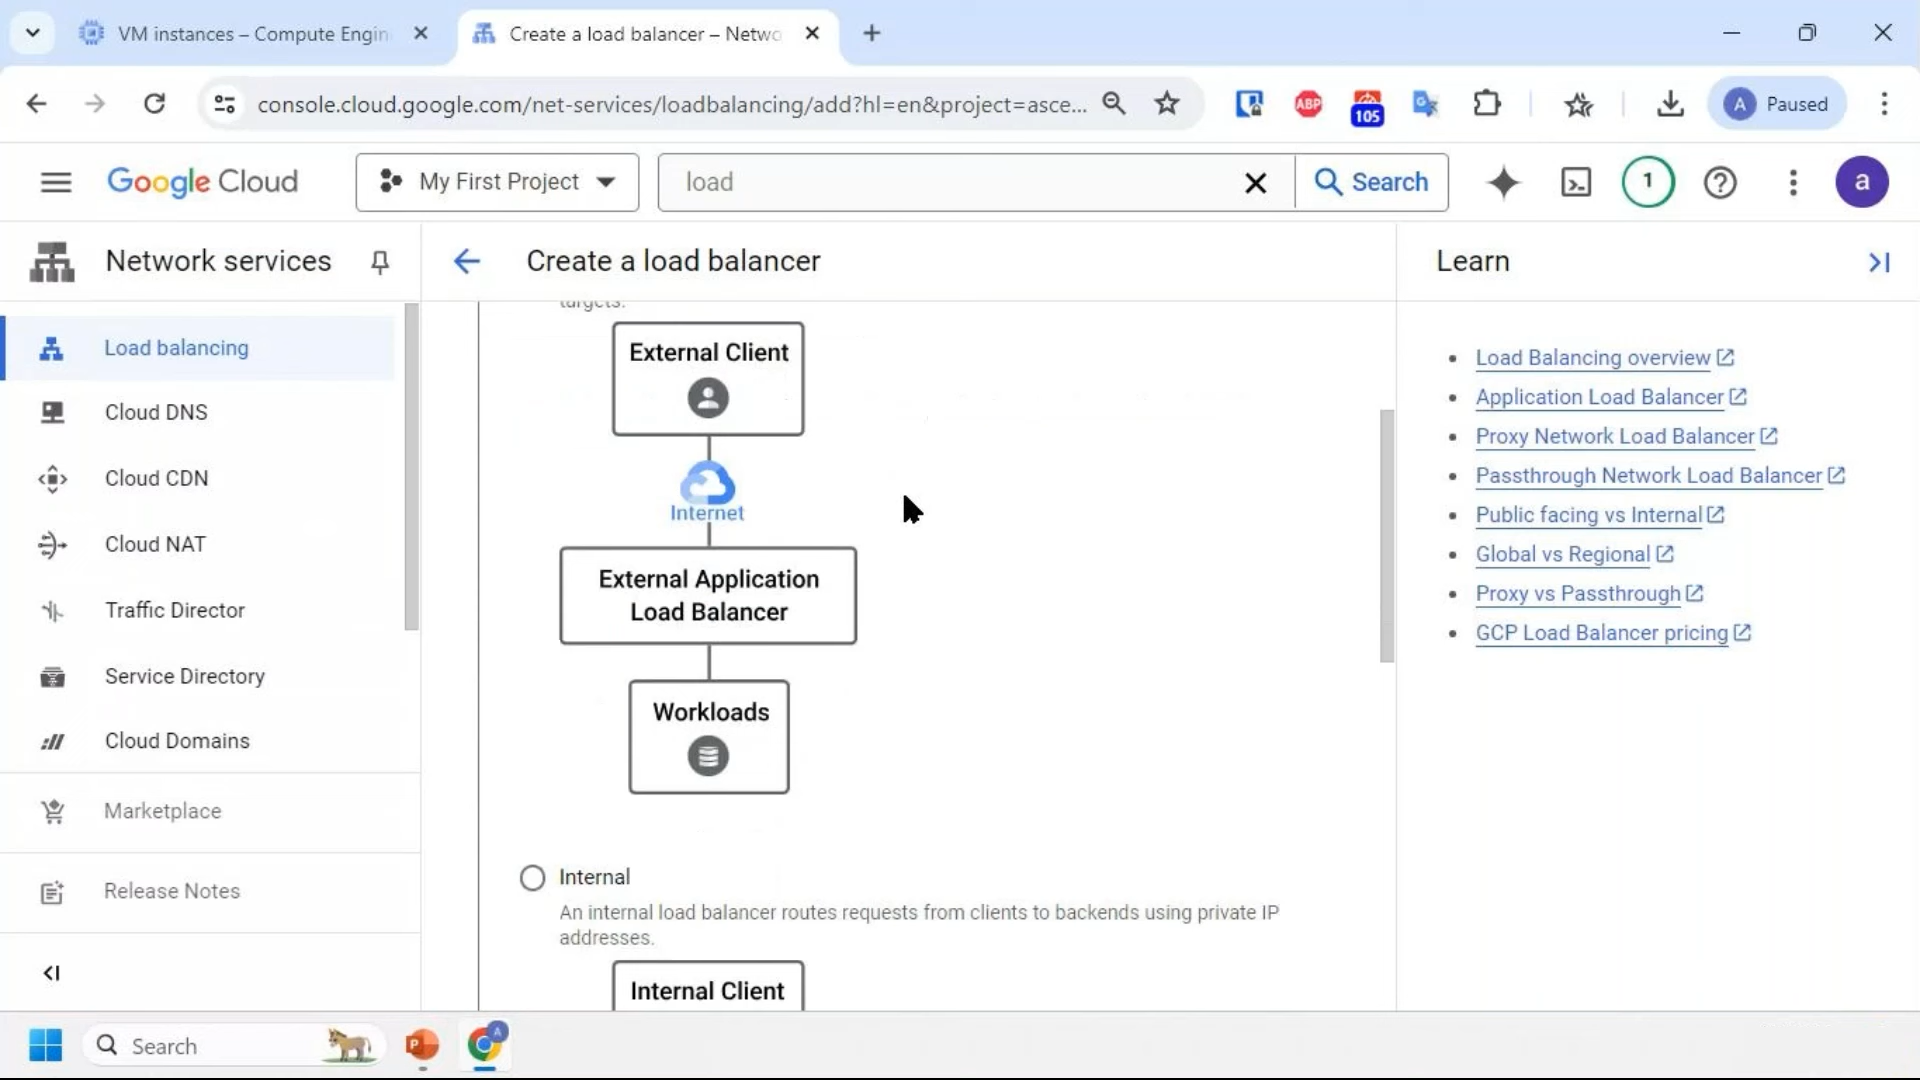 VM instances – Compute Engin
Create a load balancer – Netwo
console.cloud.google.com/net-services/loadbalancing/add?hl=en&project=asce...
ABP
105
A
Paused
Google Cloud
My First Project
load
Search
1
a
Network services
Create a load balancer
Learn
Load balancing
Cloud DNS
Cloud CDN
Cloud NAT
Traffic Director
Service Directory
Cloud Domains
Marketplace
Release Notes
targets.
External Client
Internet
External Application
Load Balancer
Workloads
Internal
An internal load balancer routes requests from clients to backends using private IP
addresses.
Internal Client
Load Balancing overview
Application Load Balancer
Proxy Network Load Balancer
Passthrough Network Load Balancer
Public facing vs Internal
Global vs Regional
Proxy vs Passthrough
GCP Load Balancer pricing
Search
P
A